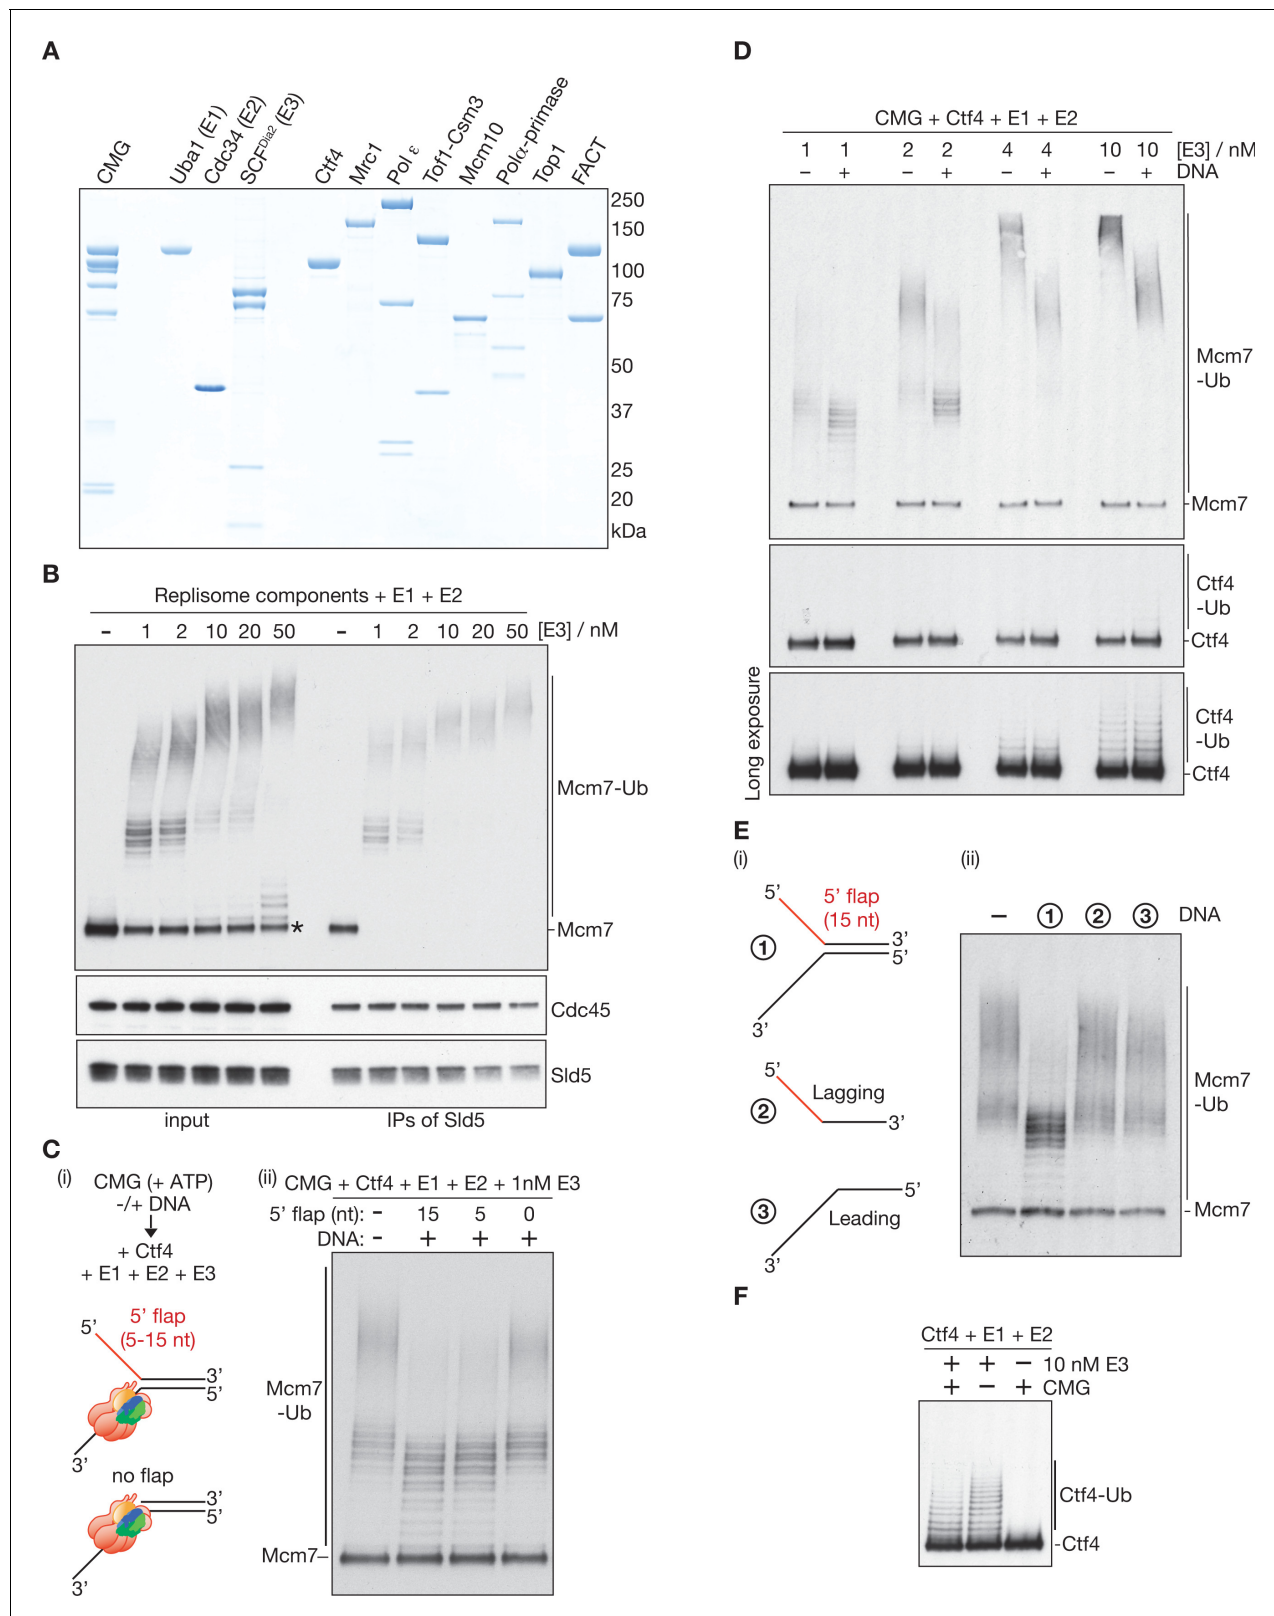 A
CMG
Uba1 (E1)
Cdc34 (E2)
SCFDia2 (E3)
Ctf4
Mrc1
Pol ε
Tof1-Csm3
Mcm10
Polα-primase
Top1
FACT
250
150
100
75
50
37
25
20
kDa
B
Replisome components + E1 + E2
– 1 2 10 20 50 – 1 2 10 20 50 [E3] / nM
Mcm7-Ub
*
-Mcm7
Cdc45
Sld5
input IPs of Sld5
C
(i)
CMG (+ ATP)
-/+ DNA
+ Ctf4
+ E1 + E2 + E3
5' flap
(5-15 nt)
5'
3'
5'
3'
no flap
3'
5'
3'
(ii)
CMG + Ctf4 + E1 + E2 + 1nM E3
5' flap (nt): – 15 5 0
DNA: – + + +
Mcm7
-Ub
Mcm7–
D
CMG + Ctf4 + E1 + E2
1 1 2 2 4 4 10 10 [E3] / nM
– + – + – + – + DNA
Mcm7
-Ub
-Mcm7
Ctf4
-Ub
Ctf4
Long exposure
Ctf4
-Ub
-Ctf4
E
(i)
5'
5' flap
(15 nt)
1
3'
5'
3'
5'
2
Lagging
3'
3
5'
Leading
3'
(ii)
– 1 2 3 DNA
Mcm7
-Ub
-Mcm7
F
Ctf4 + E1 + E2
+ + – 10 nM E3
+ – + CMG
Ctf4-Ub
-Ctf4